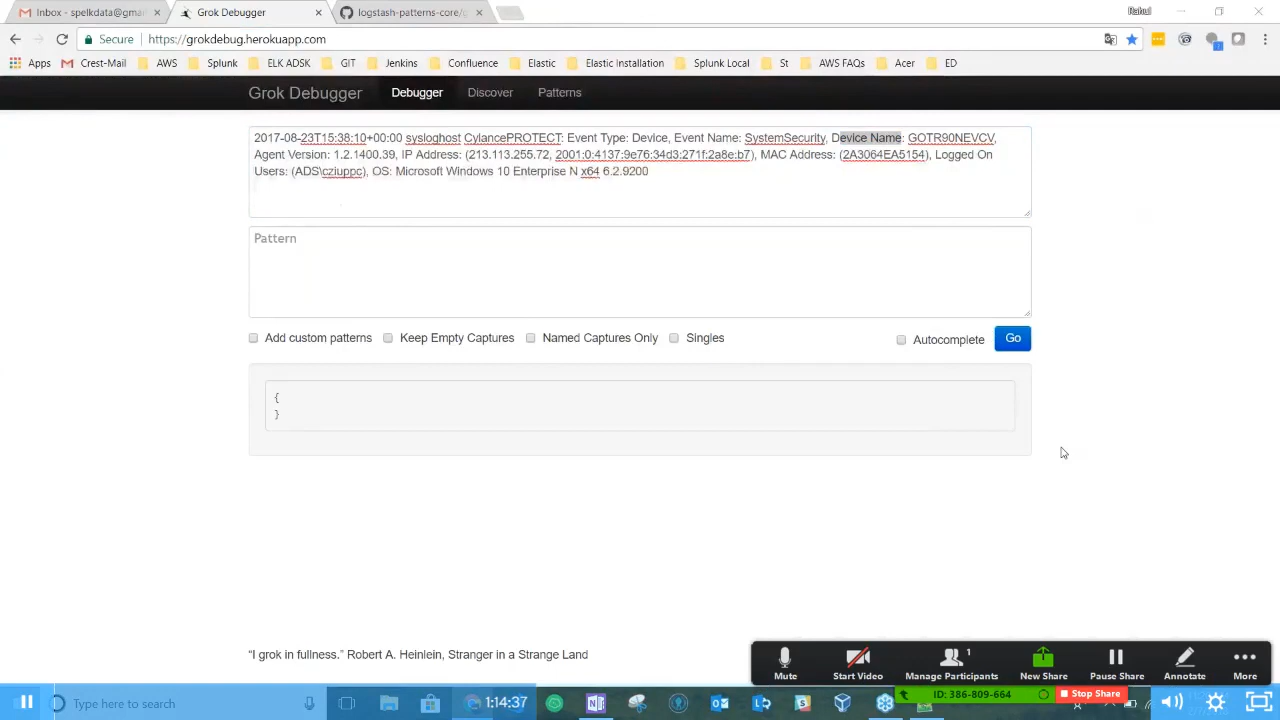 Inbox - spelkdata@gmai
Grok Debugger
logstash-patterns-core/g
Rahul
Secure https://grokdebug.herokuapp.com
Apps Crest-Mail AWS Splunk ELK ADSK GIT Jenkins Confluence Elastic Elastic Installation Splunk Local ST AWS FAQs Acer ED
Grok Debugger Debugger Discover Patterns
2017-08-23T15:38:10+00:00 sysloghost CylancePROTECT: Event Type: Device, Event Name: SystemSecurity, Device Name: GOTR90NEVCV,
Agent Version: 1.2.1400.39, IP Address: (213.113.255.72, 2001:0:4137:9e76:34d3:271f:2a8e:b7), MAC Address: (2A3064EA5154), Logged On
Users: (ADS\cziuppc), OS: Microsoft Windows 10 Enterprise N x64 6.2.9200
Pattern
Add custom patterns Keep Empty Captures Named Captures Only Singles Autocomplete Go
{
}
“I grok in fullness.” Robert A. Heinlein, Stranger in a Strange Land
1
Mute Start Video Manage Participants New Share Pause Share Annotate More
ID: 386-809-664 Stop Share
Type here to search 1:14:37